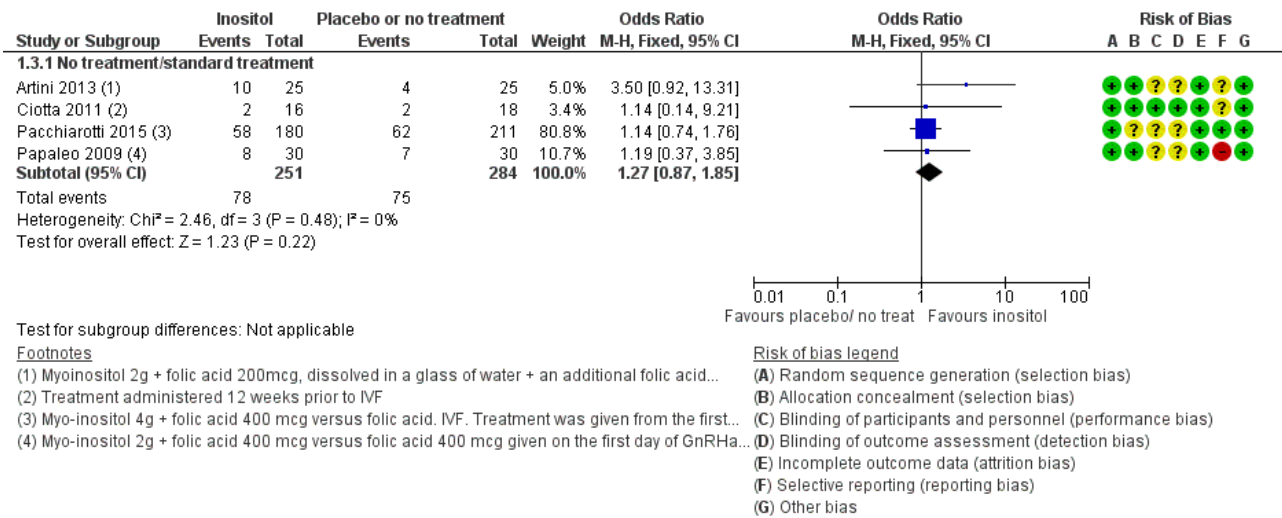 Inositol Placebo or no treatment Odds Ratio Odds Ratio Risk of Bias
Study or Subgroup Events Total Events Total Weight M-H, Fixed, 95% CI M-H, Fixed, 95% CI A B C D E F G
1.3.1 No treatment/standard treatment
Artini 2013 (1) 10 25 4 25 5.0% 3.50 [0.92, 13.31] + + ? ? + ? +
Ciotta 2011 (2) 2 16 2 18 3.4% 1.14 [0.14, 9.21] + + + + + ? +
Pacchiarotti 2015 (3) 58 180 62 211 80.8% 1.14 [0.74, 1.76] + ? ? ? + + +
Papaleo 2009 (4) 8 30 7 30 10.7% 1.19 [0.37, 3.85] + + ? ? + - +
Subtotal (95% CI) 251 284 100.0% 1.27 [0.87, 1.85]
Total events 78 75
Heterogeneity: Chi² = 2.46, df = 3 (P = 0.48); I² = 0%
Test for overall effect: Z = 1.23 (P = 0.22)
0.01 0.1 1 10 100
Favours placebo/ no treat Favours inositol
Test for subgroup differences: Not applicable
Footnotes
(1) Myoinositol 2g + folic acid 200mcg, dissolved in a glass of water + an additional folic acid...
(2) Treatment administered 12 weeks prior to IVF
(3) Myo-inositol 4g + folic acid 400 mcg versus folic acid. IVF. Treatment was given from the first...
(4) Myo-inositol 2g + folic acid 400 mcg versus folic acid 400 mcg given on the first day of GnRHa...
Risk of bias legend
(A) Random sequence generation (selection bias)
(B) Allocation concealment (selection bias)
(C) Blinding of participants and personnel (performance bias)
(D) Blinding of outcome assessment (detection bias)
(E) Incomplete outcome data (attrition bias)
(F) Selective reporting (reporting bias)
(G) Other bias